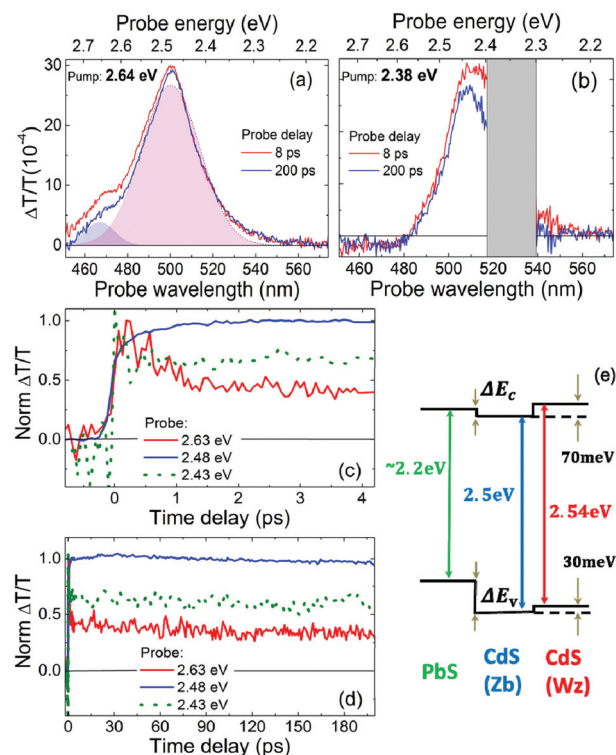 Probe energy (eV)
2.7 2.6 2.5 2.4 2.3 2.2
Pump: 2.64 eV
(a)
Probe delay
8 ps
200 ps
ΔT/T(10⁻⁴)
30
20
10
0
460 480 500 520 540 560
Probe wavelength (nm)
Probe energy (eV)
2.7 2.6 2.5 2.4 2.3 2.2
Pump: 2.38 eV
(b)
Probe delay
8 ps
200 ps
460 480 500 520 540 560
Probe wavelength (nm)
Norm ΔT/T
1.0
0.5
0.0
Probe:
2.63 eV
2.48 eV
2.43 eV
(c)
0 1 2 3 4
Time delay (ps)
Norm ΔT/T
1.0
0.5
0.0
Probe:
2.63 eV
2.48 eV
2.43 eV
(d)
0 30 60 90 120 150 180
Time delay (ps)
(e)
ΔE_c
70meV
~2.2eV
2.5eV
2.54eV
30meV
ΔE_v
PbS
CdS
(Zb)
CdS
(Wz)